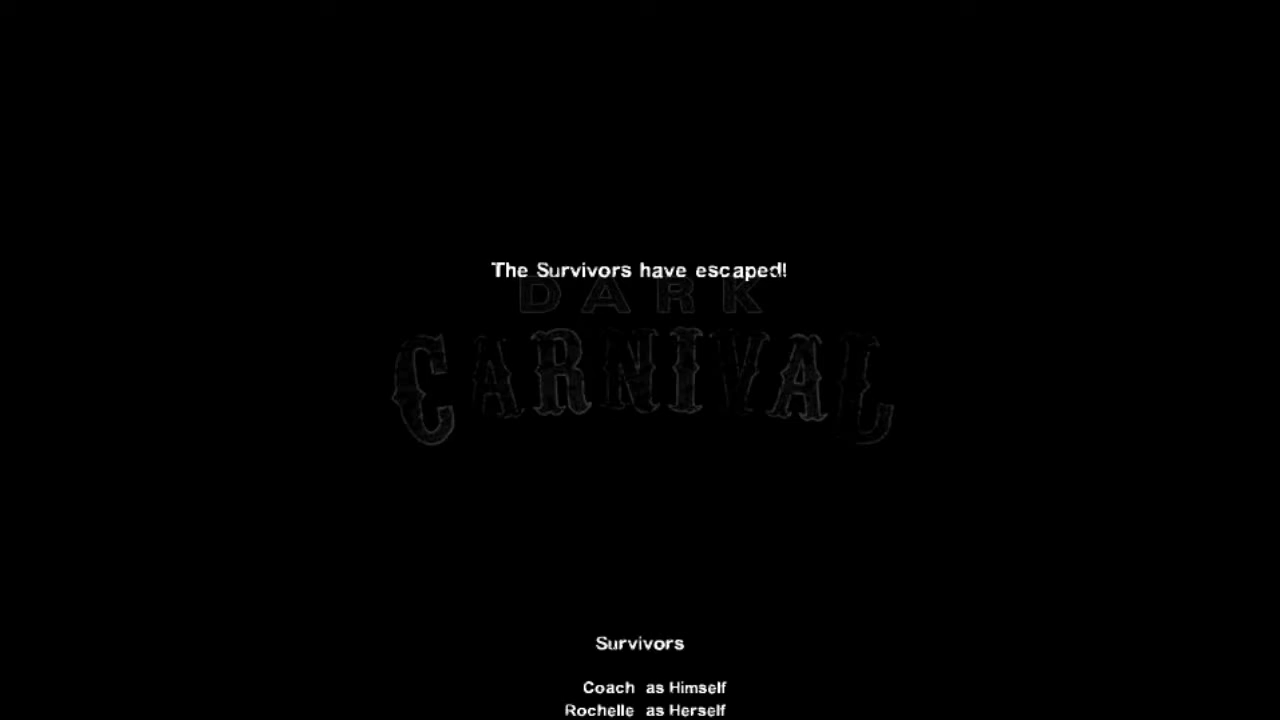 The Survivors have escaped!
DARK
CARNIVAL
Survivors
Coach as Himself
Rochelle as Herself